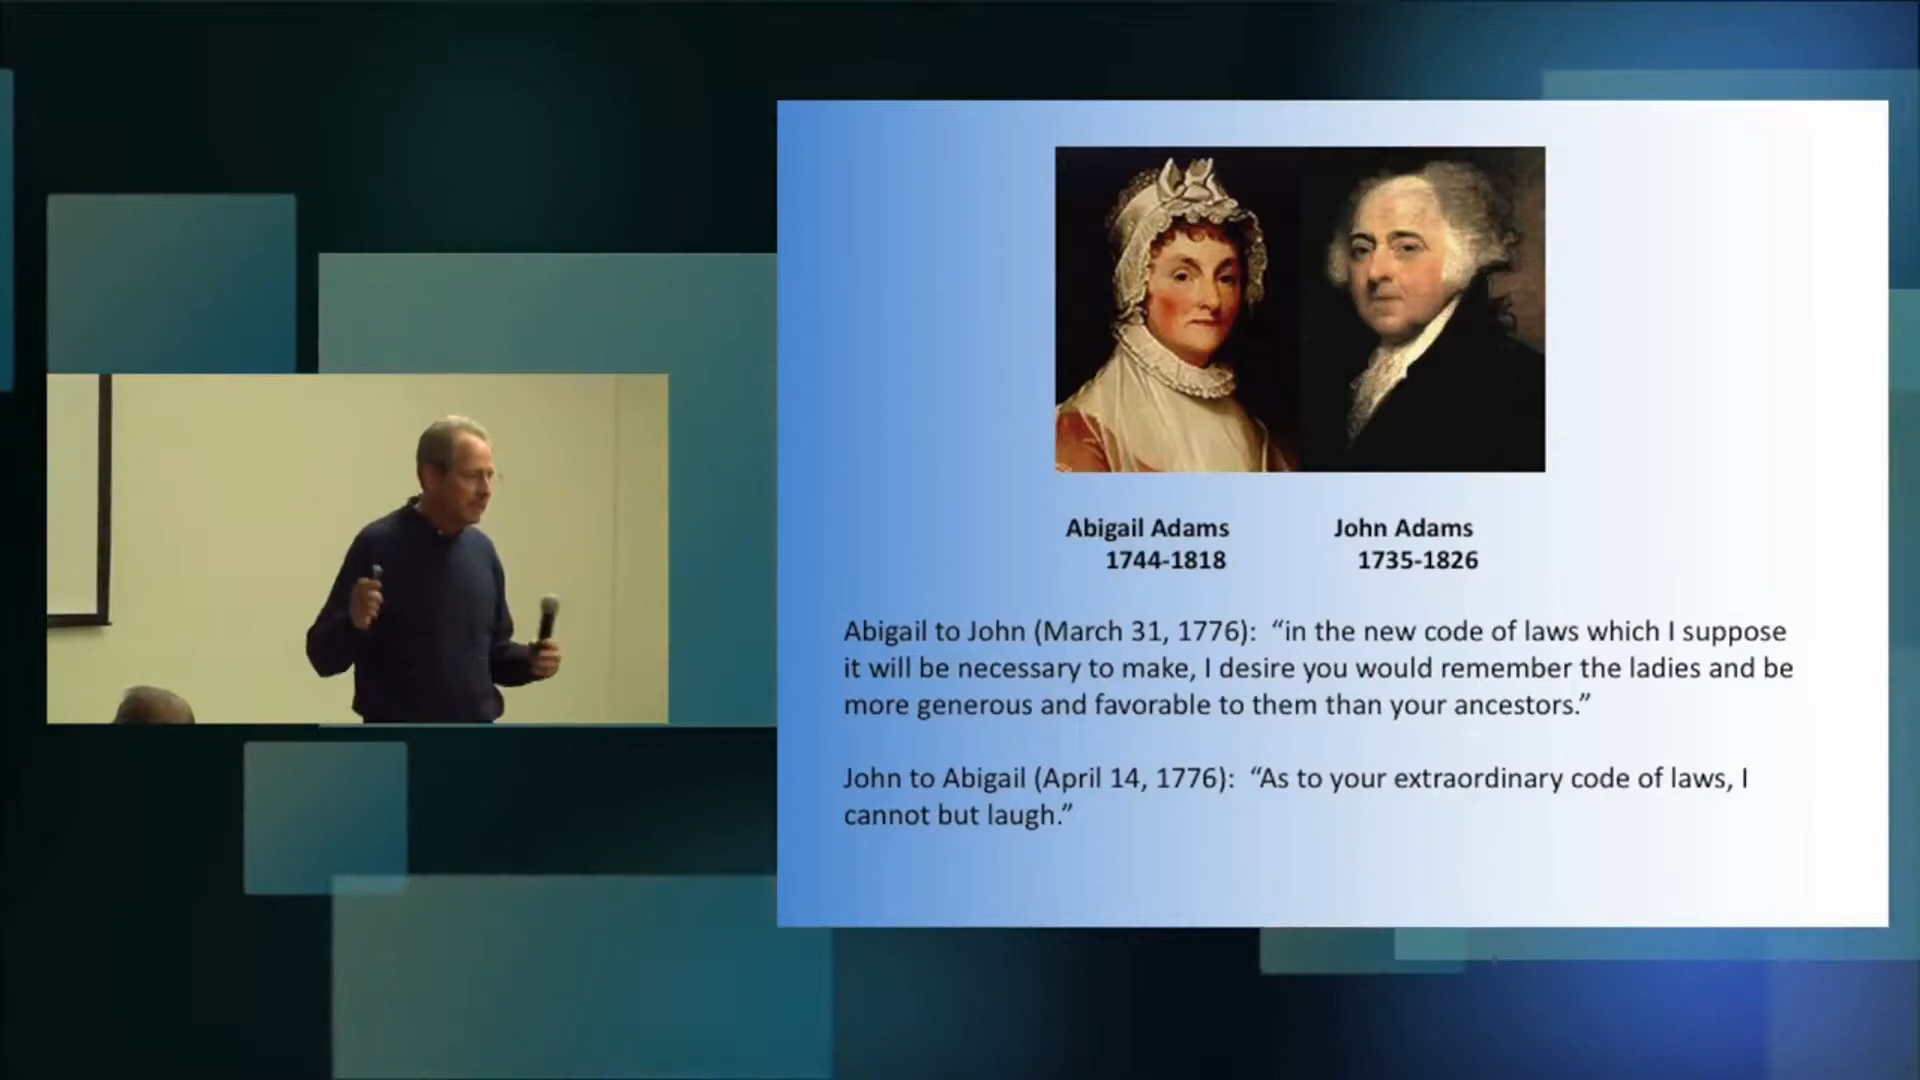 Abigail Adams John Adams
1744-1818 1735-1826
Abigail to John (March 31, 1776): “in the new code of laws which I suppose
it will be necessary to make, I desire you would remember the ladies and be
more generous and favorable to them than your ancestors.”
John to Abigail (April 14, 1776): “As to your extraordinary code of laws, I
cannot but laugh.”